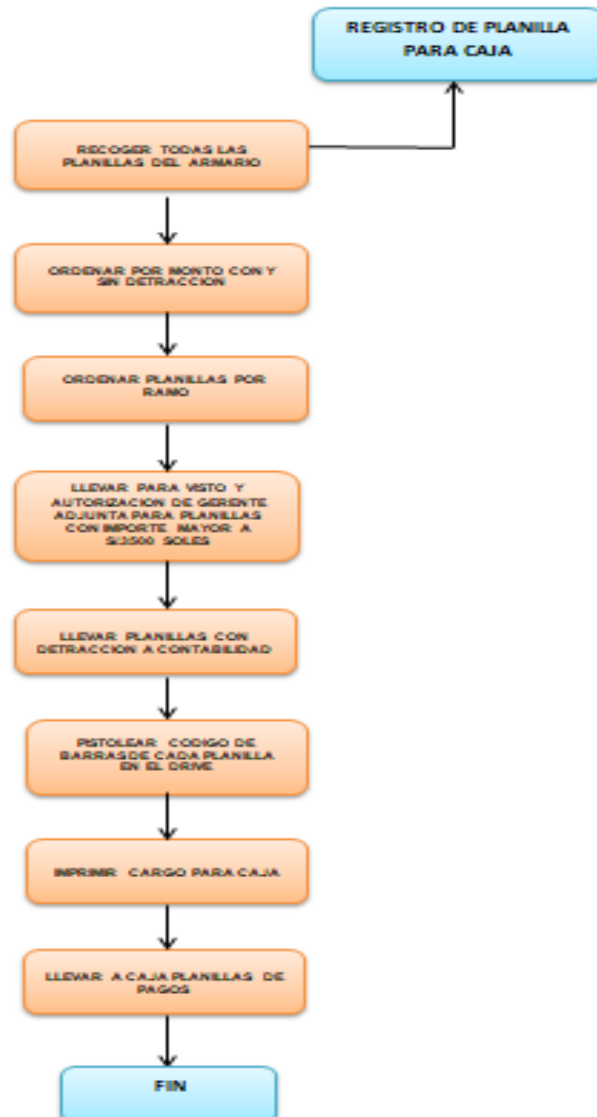 REGISTRO DE PLANILLA
PARA CAJA
RECOGER TODAS LAS
PLANILLAS DEL ARMARIO
ORDENAR POR MONTO CON Y
SIN DETRACCION
ORDENAR PLANILLAS POR
RAMO
LLEVAR PARA VISTO Y
AUTORIZACION DE GERENTE
ADJUNTA PARA PLANILLAS
CON IMPORTE MAYOR A
S/3500 SOLES
LLEVAR PLANILLAS CON
DETRACCION A CONTABILIDAD
PISTOLEAR CODIGO DE
BARRAS DE CADA PLANILLA
EN EL DRIVE
IMPRIMIR CARGO PARA CAJA
LLEVAR A CAJA PLANILLAS DE
PAGOS
FIN